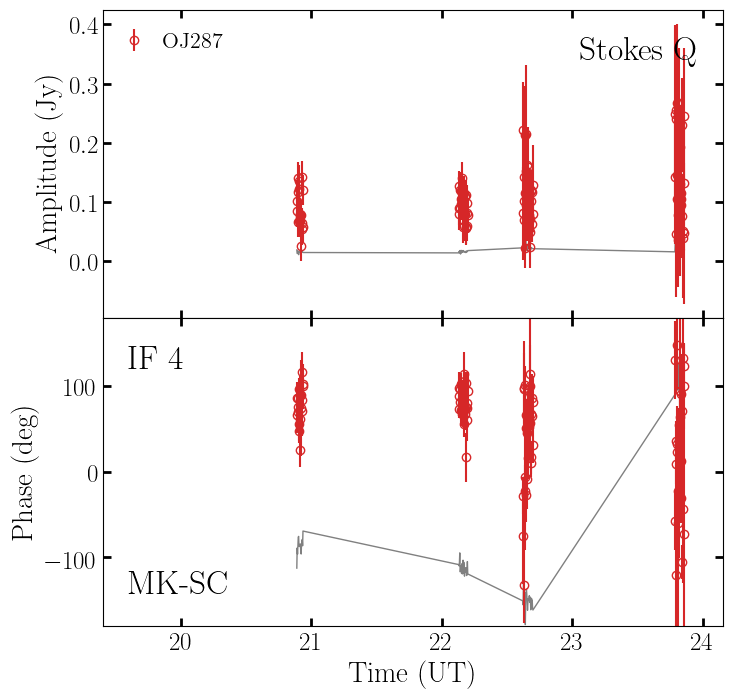 0.4
0.3
0.2
0.1
0.0
Amplitude (Jy)
OJ287
Stokes Q
100
0
−100
Phase (deg)
IF 4
MK-SC
20
21
22
23
24
Time (UT)